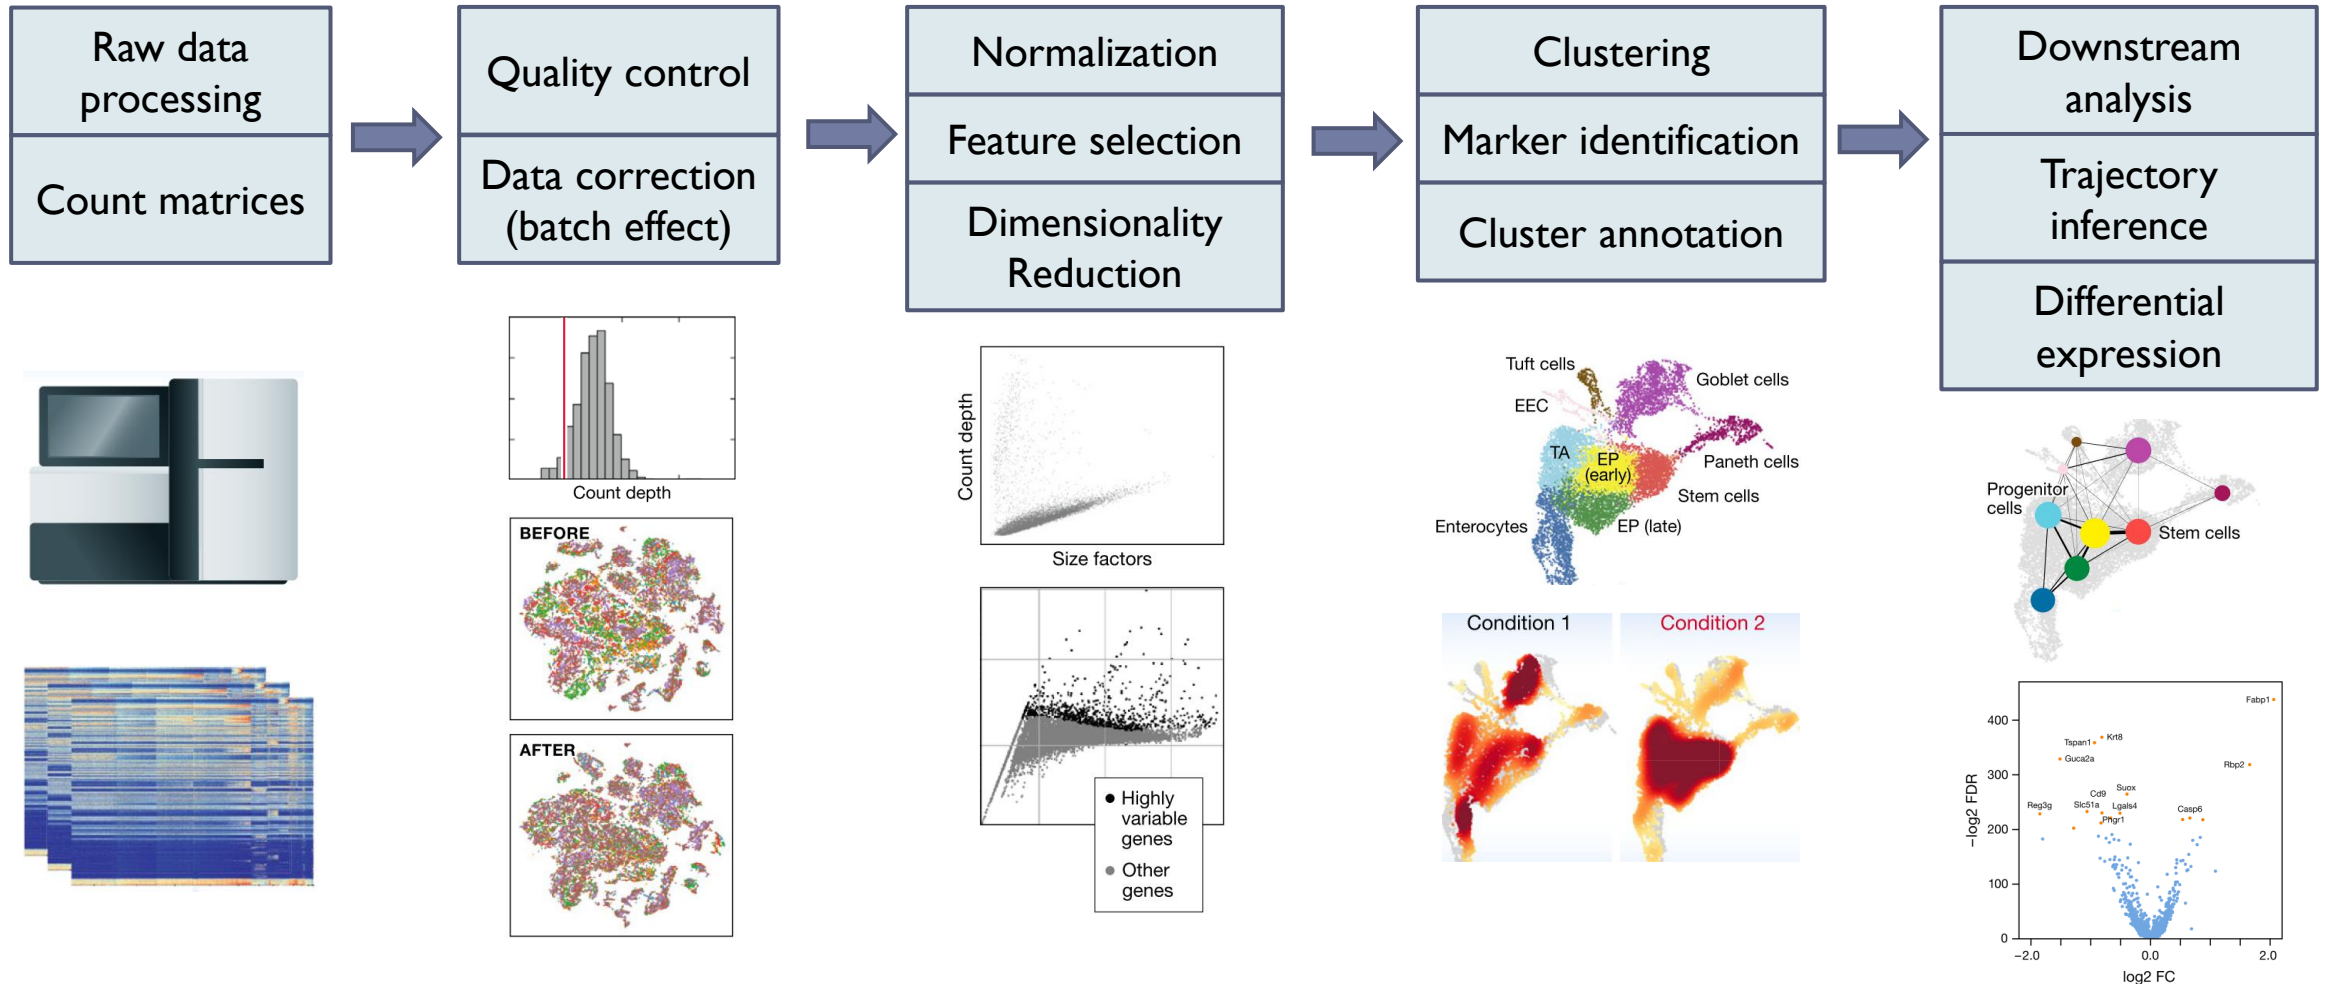 Raw data
processing
Count matrices
Quality control
Data correction
(batch effect)
Normalization
Feature selection
Dimensionality
Reduction
Clustering
Marker identification
Cluster annotation
Downstream
analysis
Trajectory
inference
Differential
expression
Count depth
BEFORE
AFTER
Count depth
Size factors
Highly
variable
genes
Other
genes
Tuft cells
Goblet cells
EEC
TA
EP
(early)
Paneth cells
Stem cells
Enterocytes
EP (late)
Condition 1
Condition 2
Progenitor
cells
Stem cells
−log2 FDR
400
300
200
100
0
Fabp1
Krt8
Tspan1
Guca2a
Rbp2
Suox
Cd9
Reg3g
Slc51a
Lgals4
Casp6
Phgr1
−2.0
0.0
2.0
log2 FC